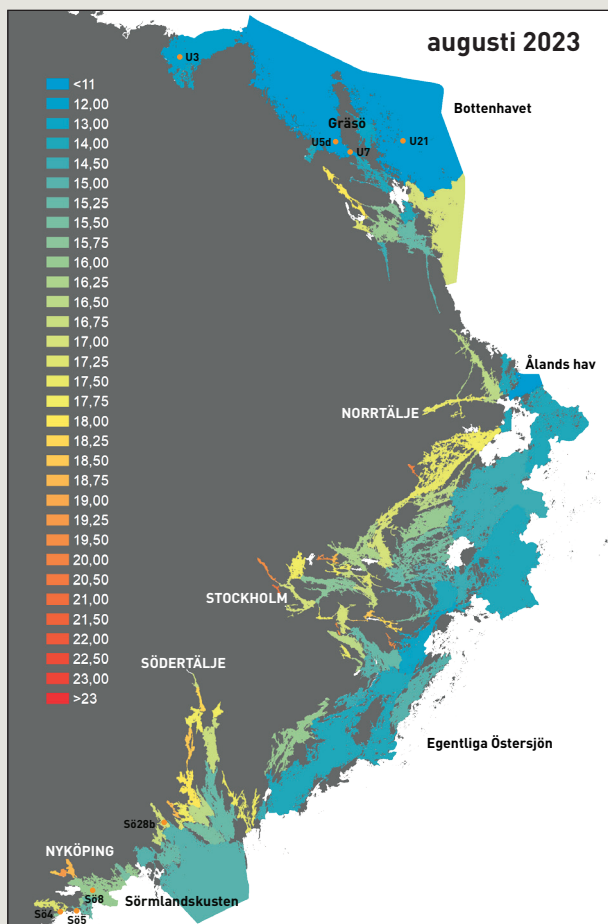 augusti 2023
U3
Bottenhavet
<11
12,00
13,00
14,00
14,50
15,00
15,25
15,50
15,75
16,00
16,25
16,50
16,75
17,00
17,25
17,50
17,75
18,00
18,25
18,50
18,75
19,00
19,25
19,50
20,00
20,50
21,00
21,50
22,00
22,50
23,00
>23
Gräsö
U5d
U21
U7
Ålands hav
NORRTÄLJE
STOCKHOLM
SÖDERTÄLJE
Egentliga Östersjön
Sö28b
NYKÖPING
Sö8
Sörmlandskusten
Sö4
Sö5